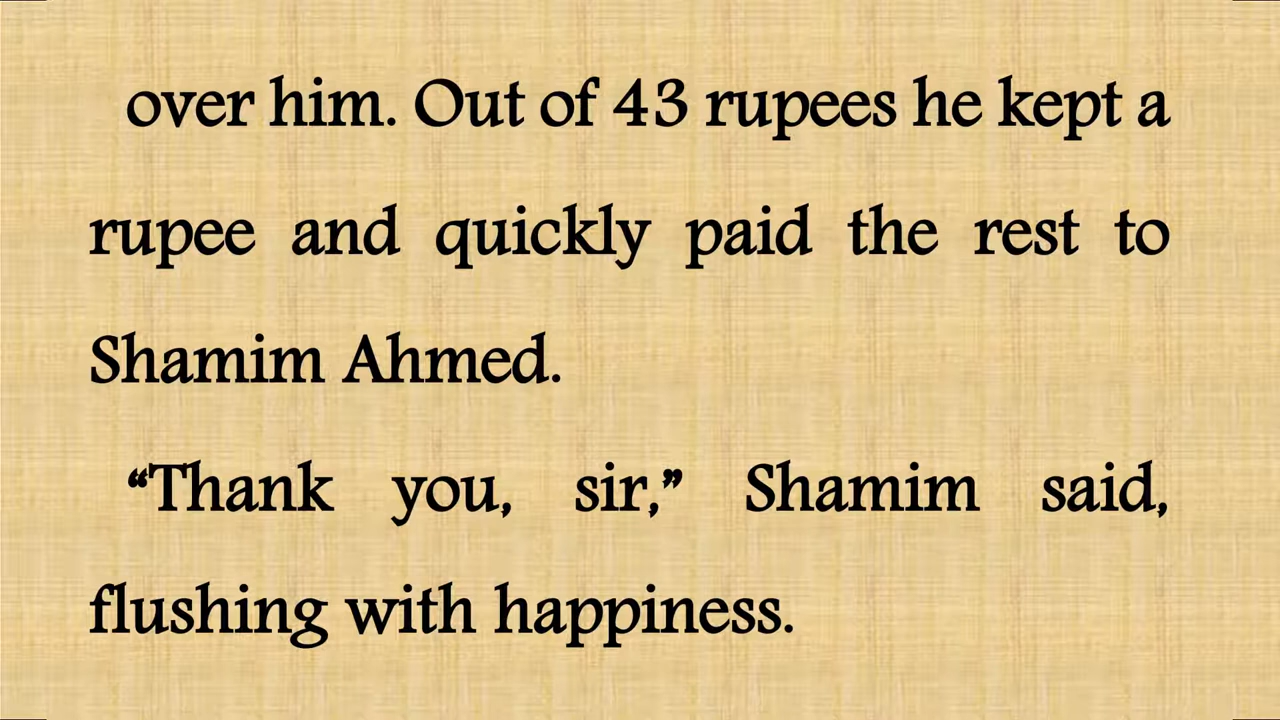 over him. Out of 43 rupees he kept a
rupee and quickly paid the rest to
Shamim Ahmed.
“Thank you, sir,” Shamim said,
flushing with happiness.